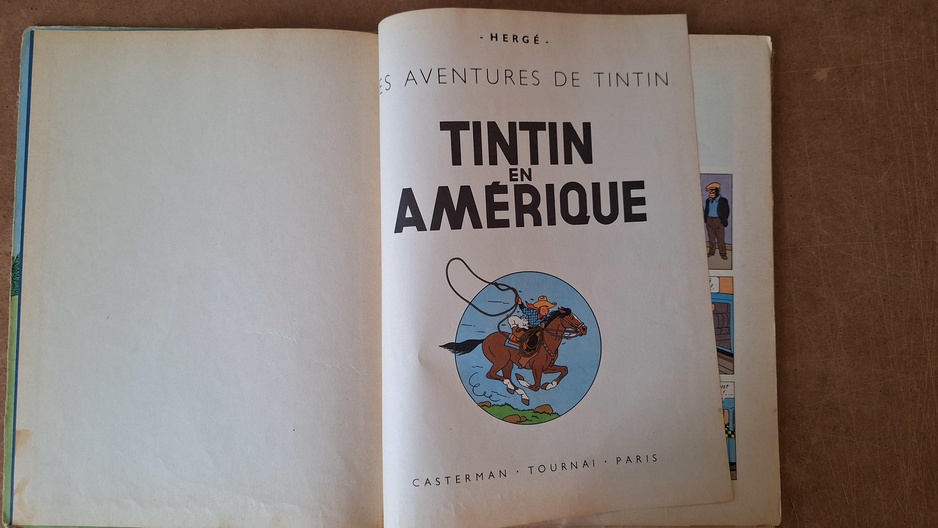 - HERGÉ -
ES AVENTURES DE TINTIN
TINTIN
EN
AMÉRIQUE
CASTERMAN · TOURNAI · PARIS